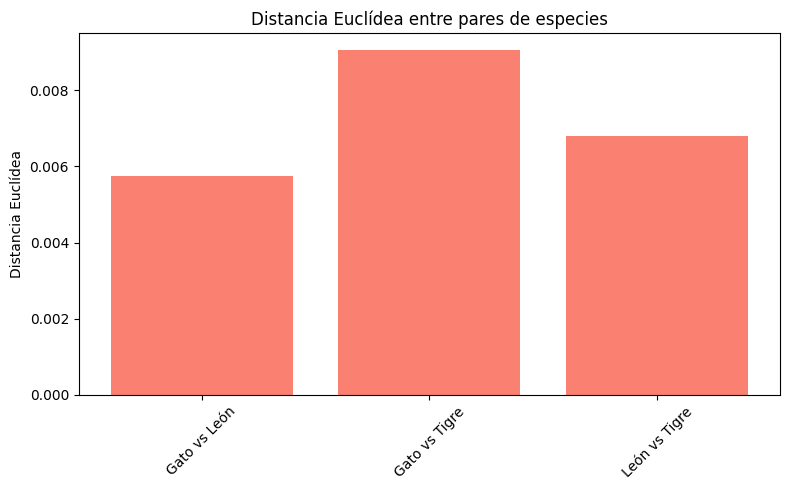 Distancia Euclídea entre pares de especies
Distancia Euclídea
0.008
0.006
0.004
0.002
0.000
Gato vs León
Gato vs Tigre
León vs Tigre